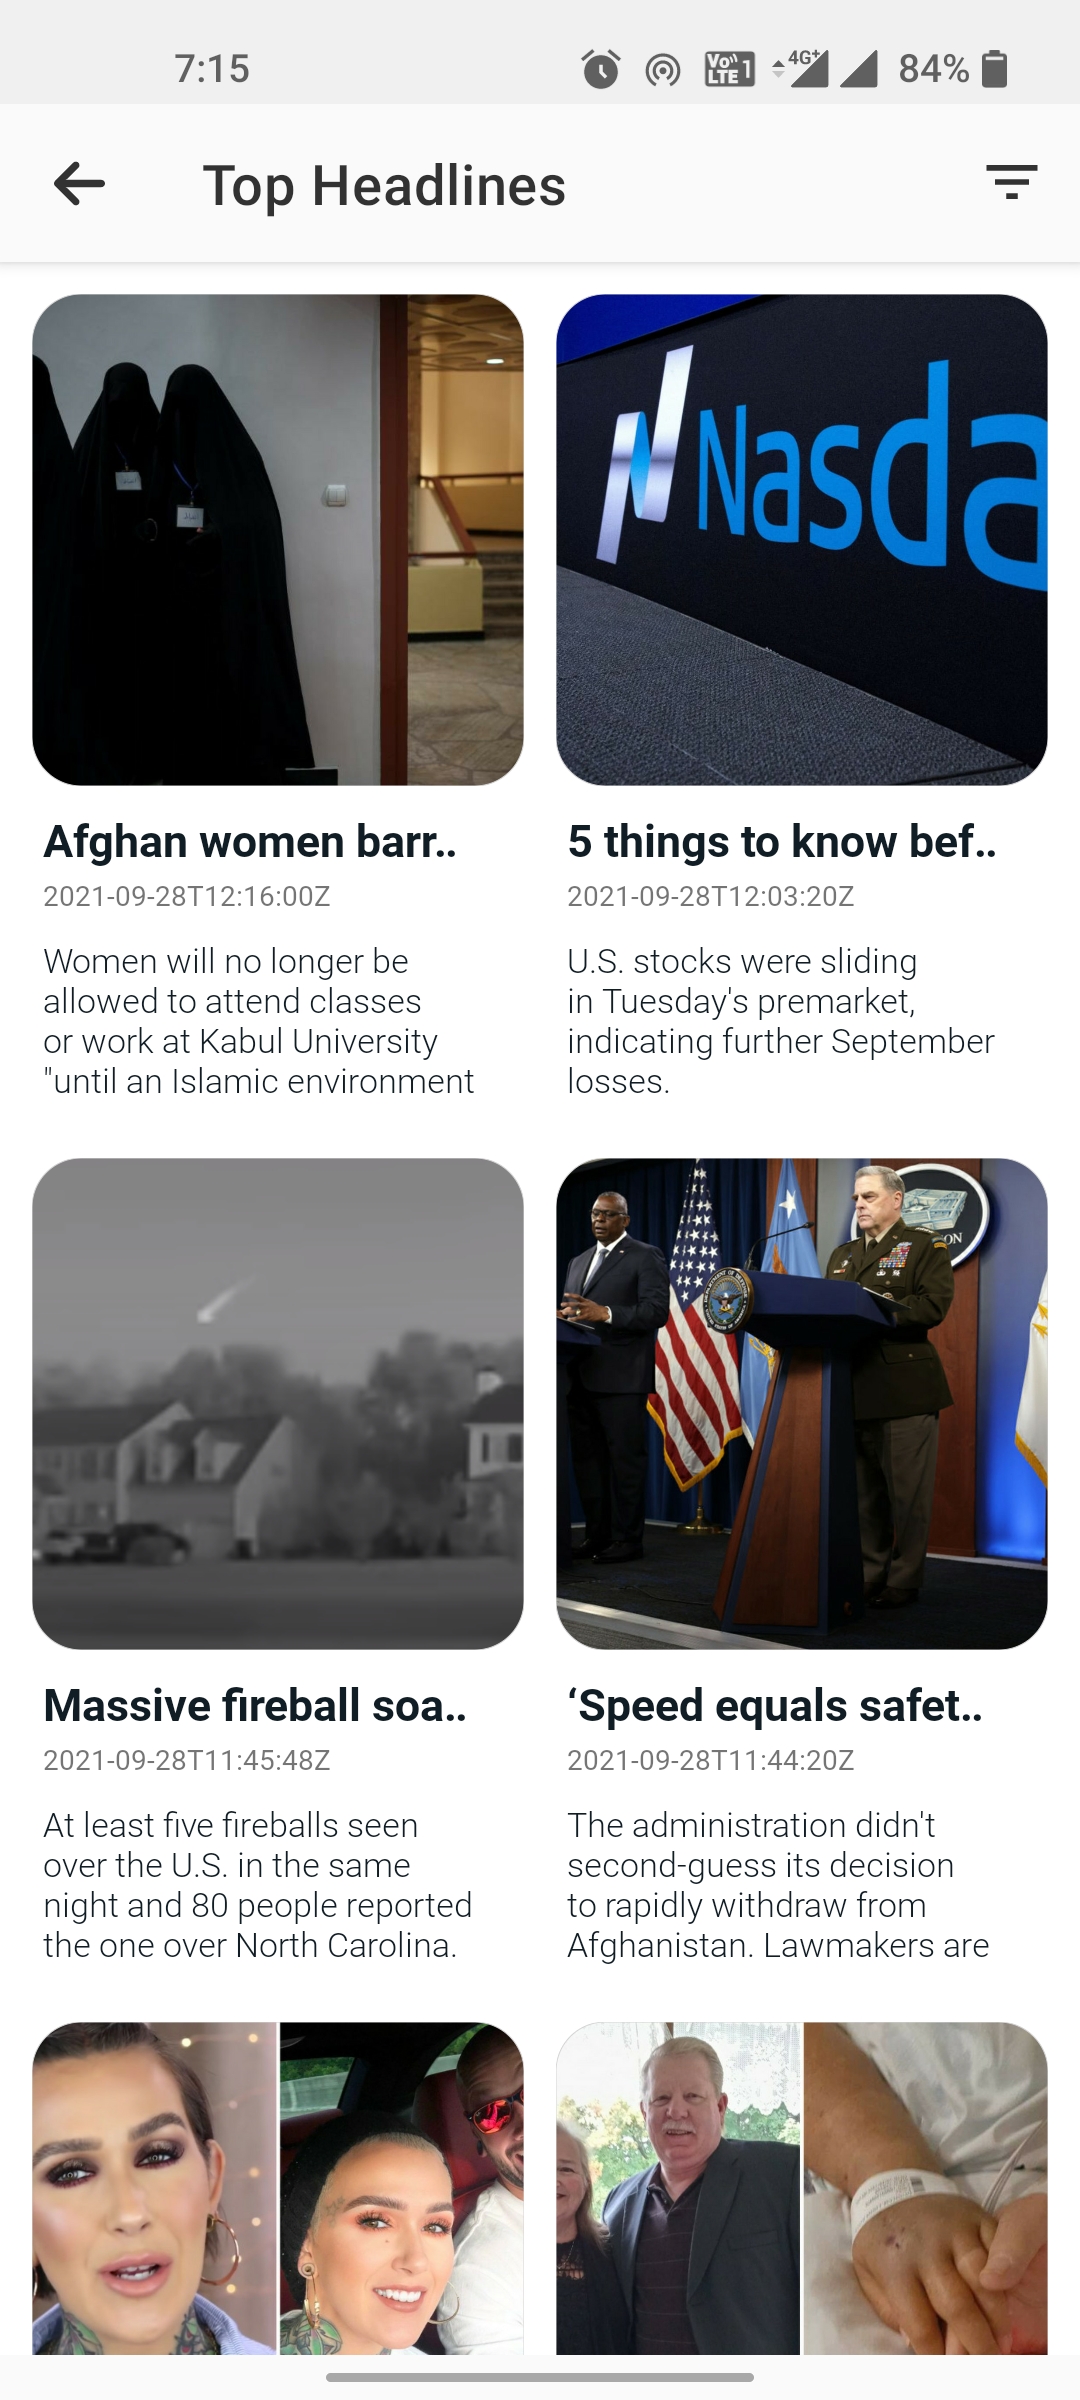 7:15
Vo)) 1
LTE
4G+
84%
Top Headlines
Nasda
Afghan women barr..
2021-09-28T12:16:00Z
Women will no longer be
allowed to attend classes
or work at Kabul University
"until an Islamic environment
5 things to know bef..
2021-09-28T12:03:20Z
U.S. stocks were sliding
in Tuesday's premarket,
indicating further September
losses.
ON
Massive fireball soa..
2021-09-28T11:45:48Z
At least five fireballs seen
over the U.S. in the same
night and 80 people reported
the one over North Carolina.
‘Speed equals safet..
2021-09-28T11:44:20Z
The administration didn't
second-guess its decision
to rapidly withdraw from
Afghanistan. Lawmakers are